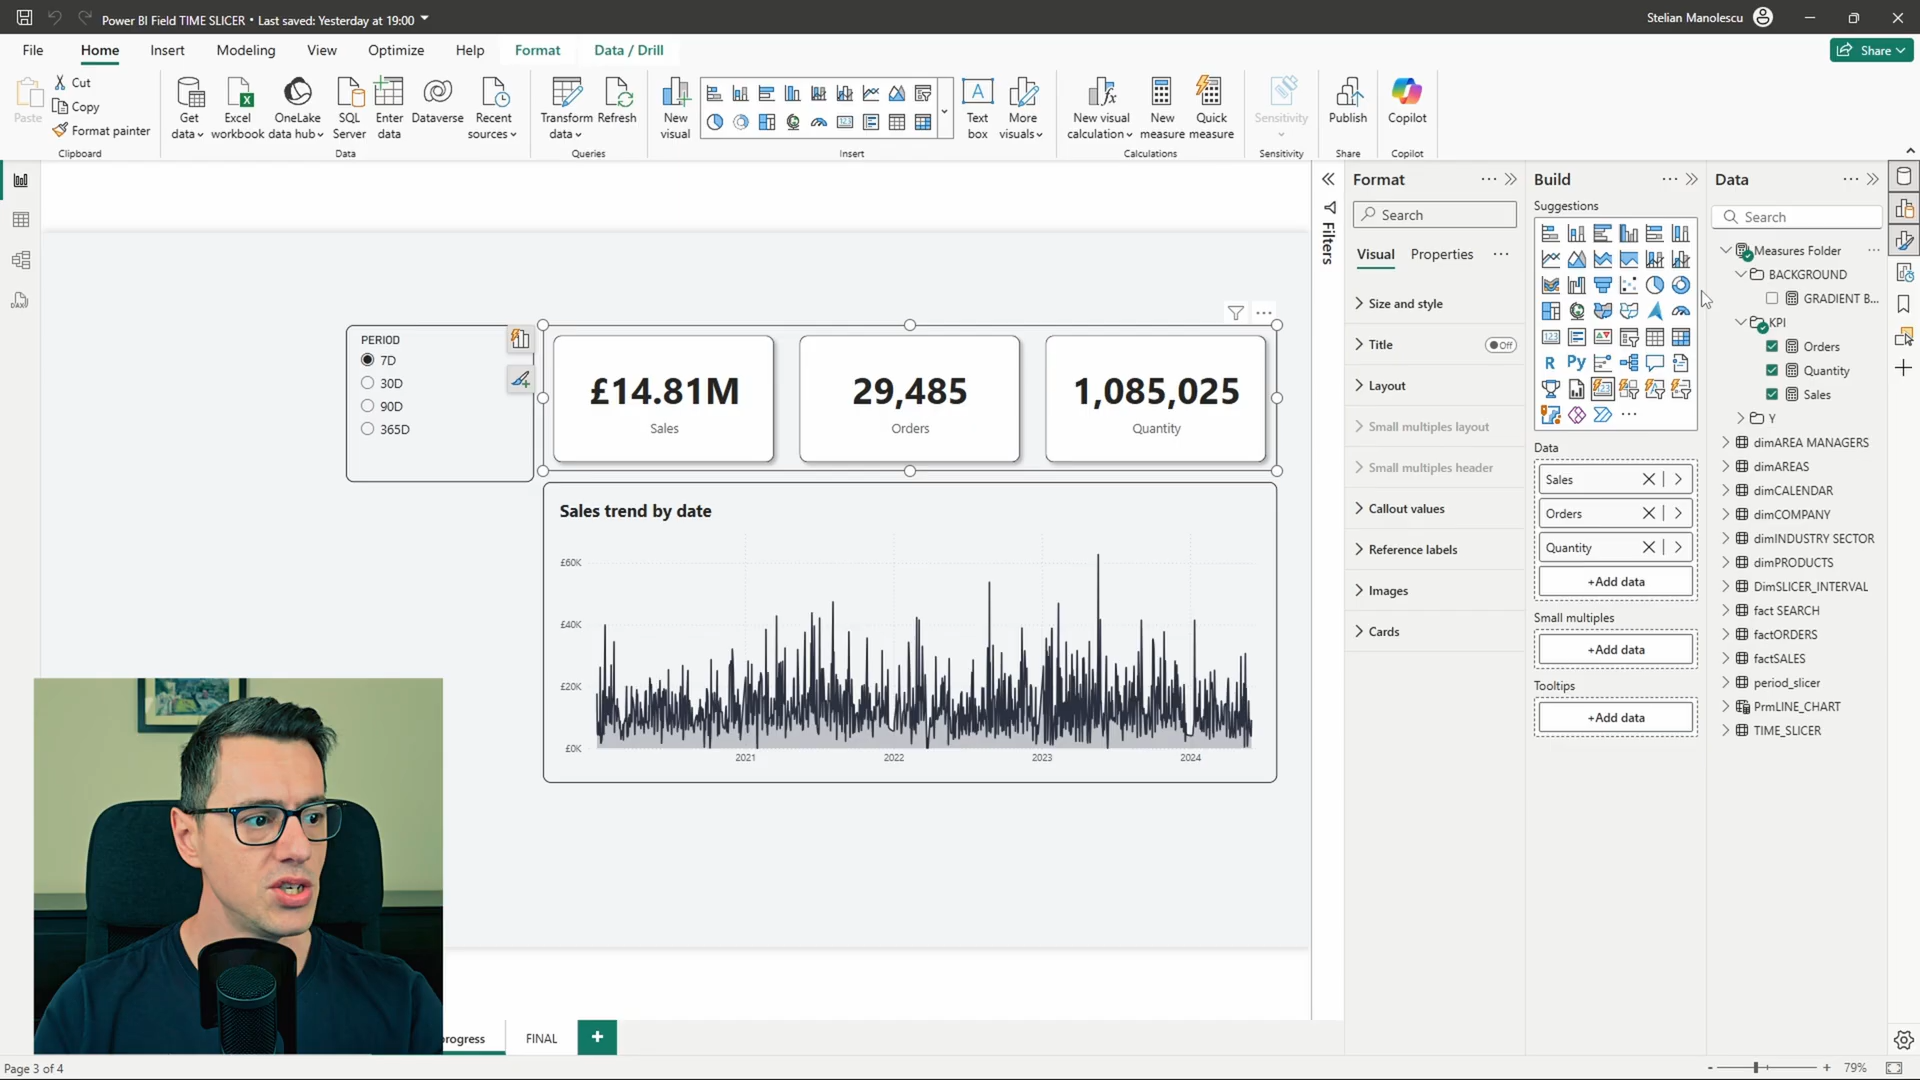 Power BI Field TIME SLICER • Last saved: Yesterday at 19:00
Stelian Manolescu
File
Home
Insert
Modeling
View
Optimize
Help
Format
Data / Drill
Share
Paste
Cut
Copy
Format painter
Clipboard
Get data
Excel workbook
OneLake data hub
SQL Server
Enter data
Dataverse
Recent sources
Data
Transform data
Refresh
Queries
New visual
Text box
More visuals
Insert
New visual calculation
New measure
Quick measure
Calculations
Sensitivity
Sensitivity
Publish
Share
Copilot
Copilot
PERIOD
7D
30D
90D
365D
£14.81M
Sales
29,485
Orders
1,085,025
Quantity
Sales trend by date
£60K
£40K
£20K
£0K
2021
2022
2023
2024
Filters
Format
Search
Visual
Properties
Size and style
Title
Off
Layout
Small multiples layout
Small multiples header
Callout values
Reference labels
Images
Cards
Build
Suggestions
R
Py
Data
Sales
Orders
Quantity
+Add data
Small multiples
+Add data
Tooltips
+Add data
Data
Search
Measures Folder
BACKGROUND
GRADIENT B...
KPI
Orders
Quantity
Sales
Y
dimAREA MANAGERS
dimAREAS
dimCALENDAR
dimCOMPANY
dimINDUSTRY SECTOR
dimPRODUCTS
DimSLICER_INTERVAL
fact SEARCH
factORDERS
factSALES
period_slicer
PrmLINE_CHART
TIME_SLICER
rogress
FINAL
+
Page 3 of 4
- + 79%